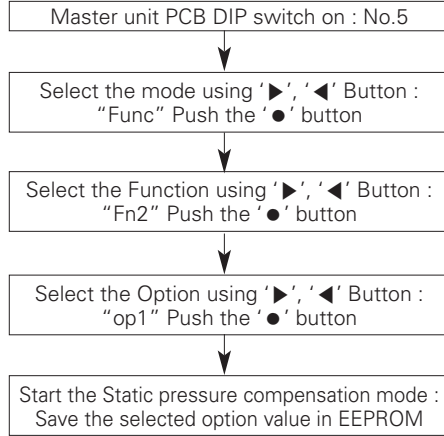 Master unit PCB DIP switch on : No.5
Select the mode using ‘▶’, ‘◀’ Button :
“Func” Push the ‘●’ button
Select the Function using ‘▶’, ‘◀’ Button :
“Fn2” Push the ‘●’ button
Select the Option using ‘▶’, ‘◀’ Button :
“op1” Push the ‘●’ button
Start the Static pressure compensation mode :
Save the selected option value in EEPROM